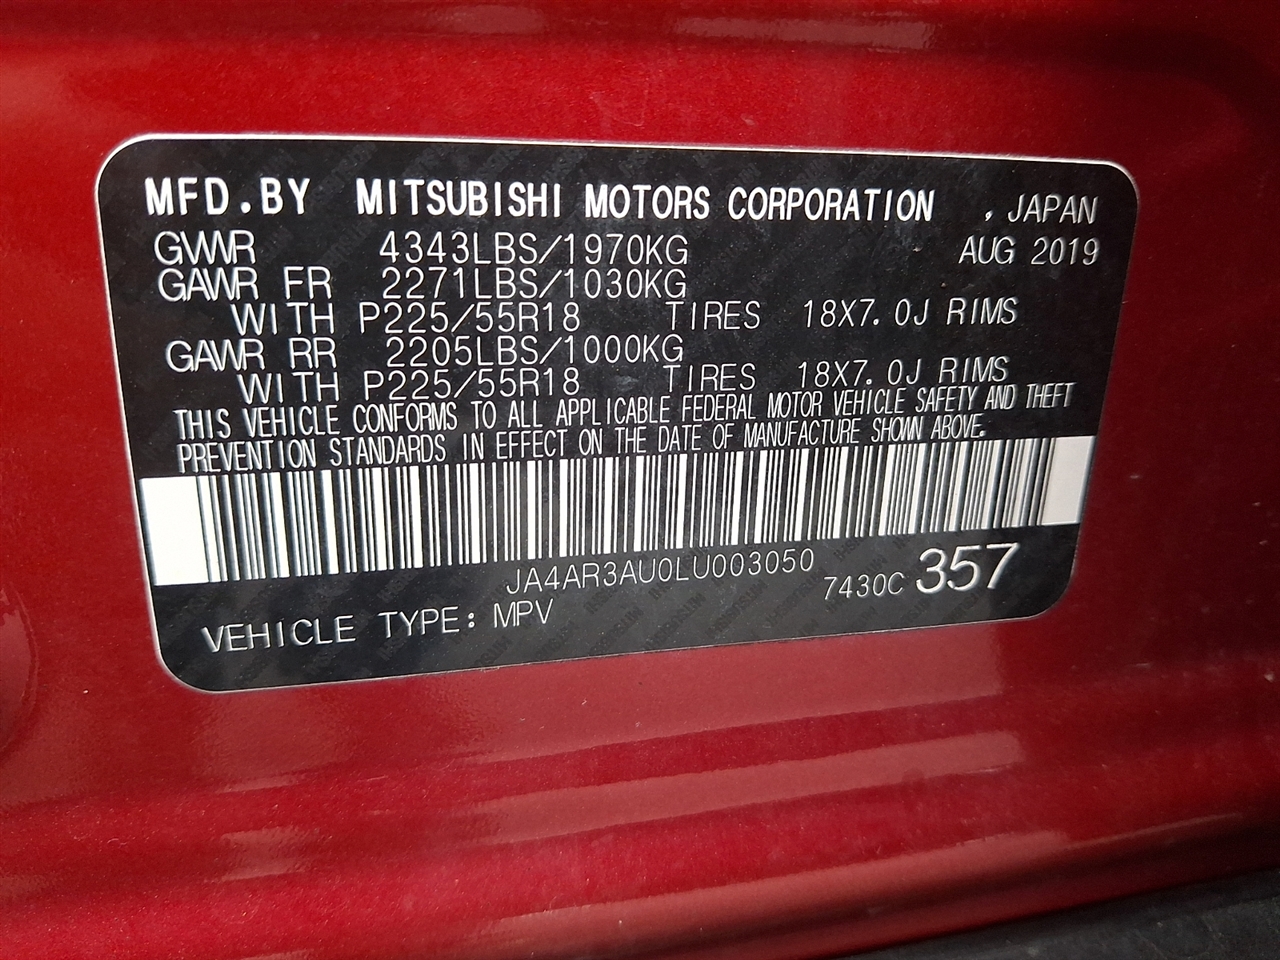 MFD.BY MITSUBISHI MOTORS CORPORATION , JAPAN
GVWR 4343LBS/1970KG AUG 2019
GAWR FR 2271LBS/1030KG
WITH P225/55R18 TIRES 18X7.0J RIMS
GAWR RR 2205LBS/1000KG
WITH P225/55R18 TIRES 18X7.0J RIMS
THIS VEHICLE CONFORMS TO ALL APPLICABLE FEDERAL MOTOR VEHICLE SAFETY AND THEFT
PREVENTION STANDARDS IN EFFECT ON THE DATE OF MANUFACTURE SHOWN ABOVE.
JA4AR3AU0LU003050 7430C 357
VEHICLE TYPE: MPV